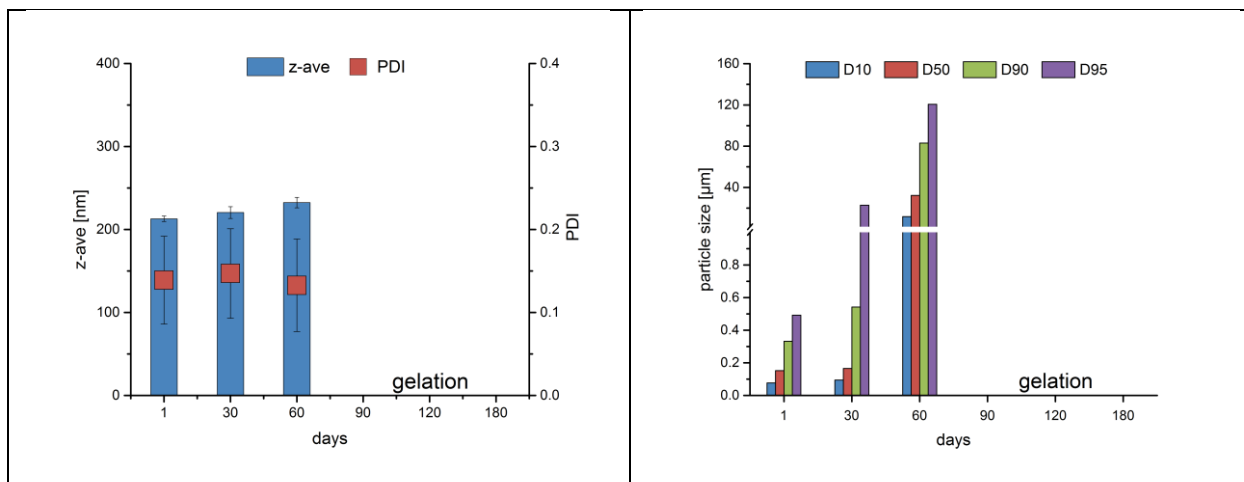 z-ave PDI
400
300
200
100
0
z-ave [nm]
0.4
0.3
0.2
0.1
0.0
PDI
gelation
1 30 60 90 120 180
days
D10 D50 D90 D95
160
120
80
40
0.8
0.6
0.4
0.2
0.0
particle size [µm]
gelation
1 30 60 90 120 180
days